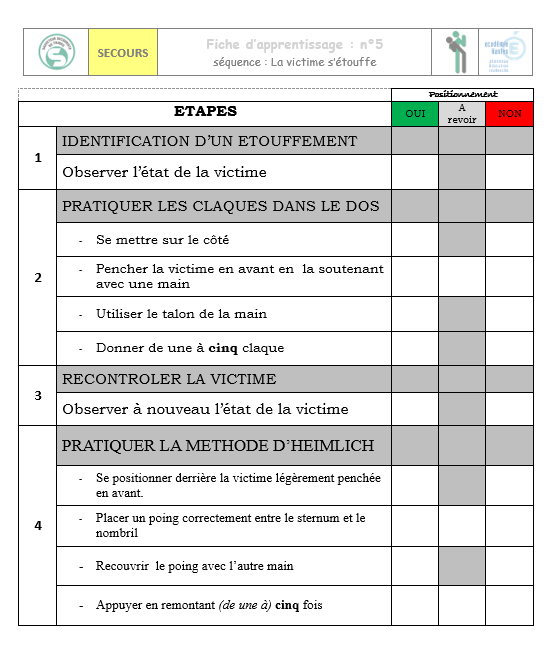 SECOURS
Fiche d'apprentissage : n°5
séquence : La victime s'étouffe
académie
Nantes
Positionnement
ETAPES
OUI
A
revoir
NON
1
IDENTIFICATION D'UN ETOUFFEMENT
Observer l'état de la victime
2
PRATIQUER LES CLAQUES DANS LE DOS
- Se mettre sur le côté
- Pencher la victime en avant en la soutenant
avec une main
- Utiliser le talon de la main
- Donner de une à cinq claque
3
RECONTROLER LA VICTIME
Observer à nouveau l'état de la victime
4
PRATIQUER LA METHODE D'HEIMLICH
- Se positionner derrière la victime légèrement penchée
en avant.
- Placer un poing correctement entre le sternum et le
nombril
- Recouvrir le poing avec l'autre main
- Appuyer en remontant (de une à) cinq fois